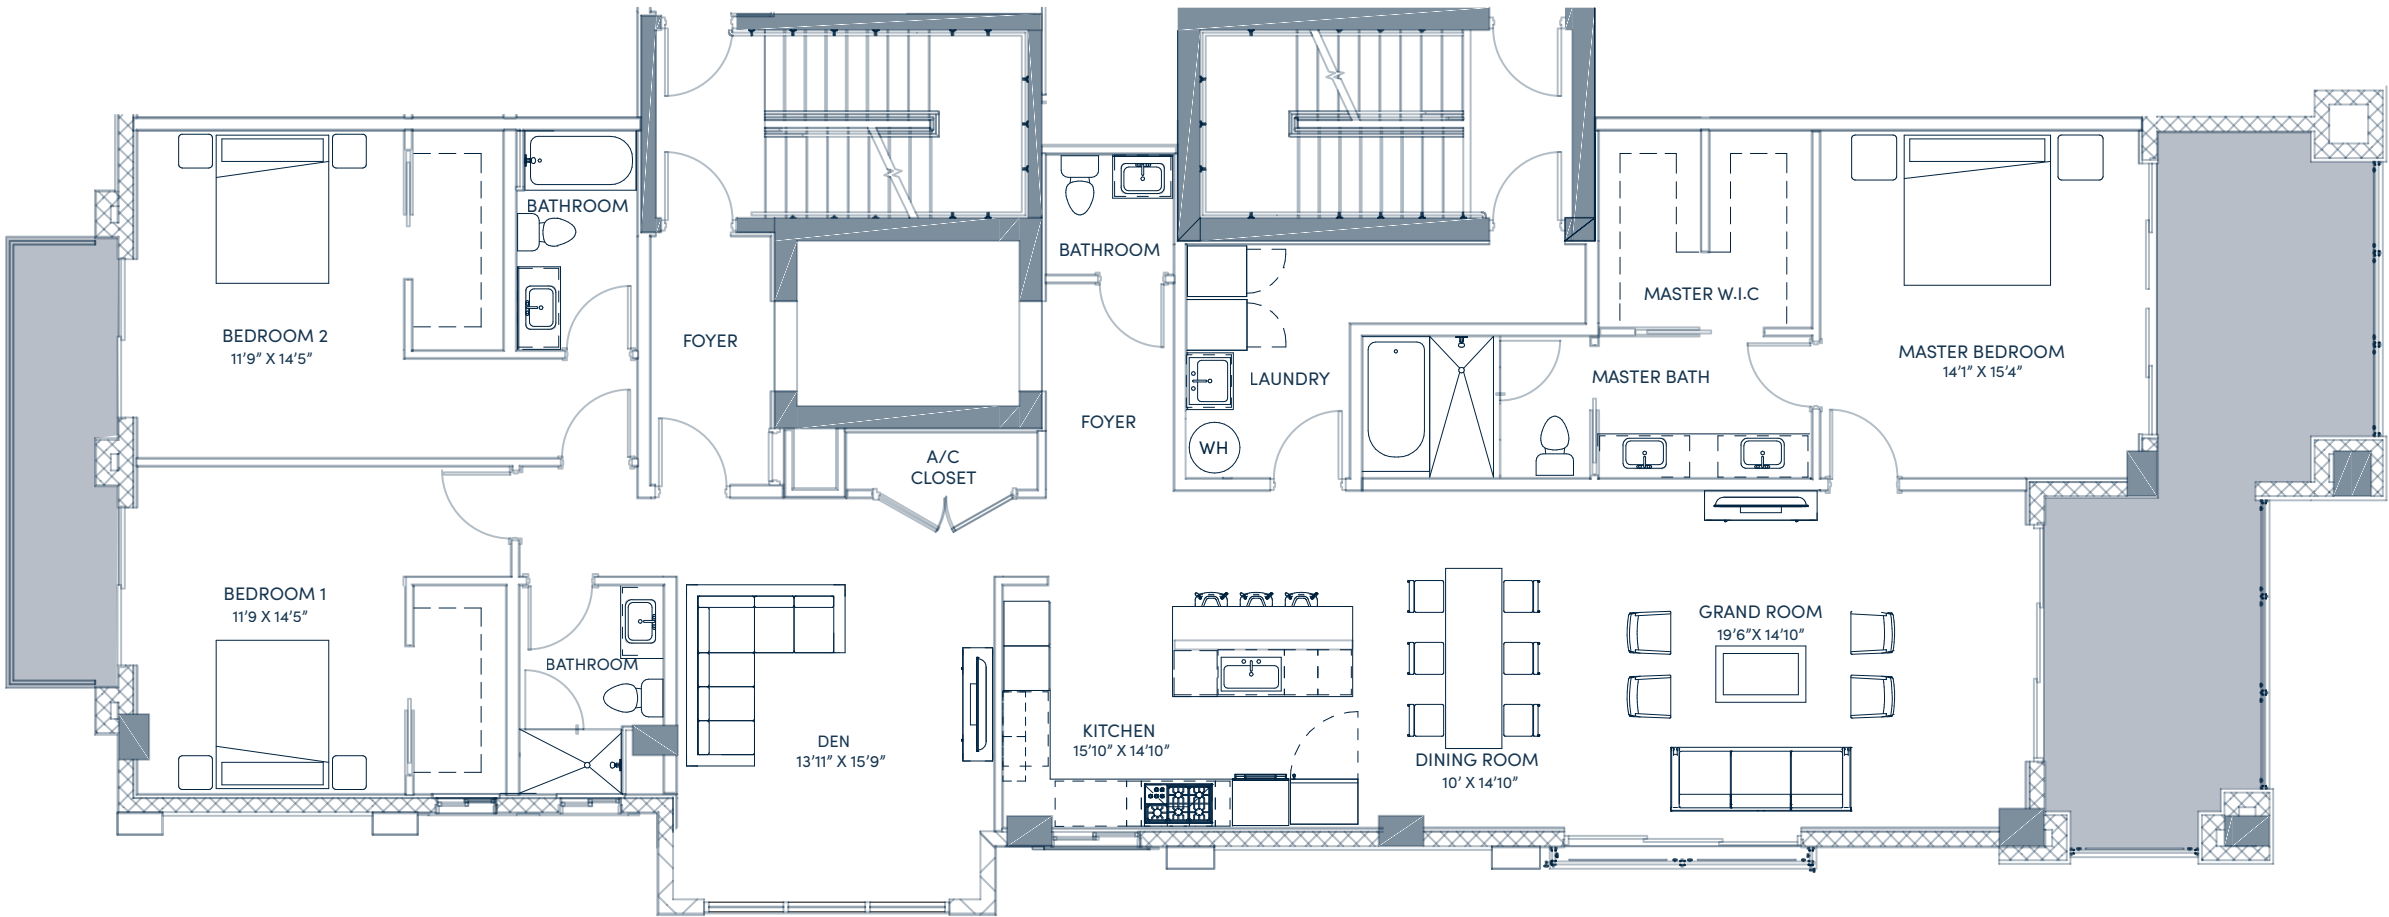 BATHROOM
BATHROOM
MASTER W.I.C
BEDROOM 2
11'9" X 14'5"
FOYER
LAUNDRY
MASTER BATH
MASTER BEDROOM
14'1" X 15'4"
FOYER
WH
A/C
CLOSET
BEDROOM 1
11'9 X 14'5"
BATHROOM
GRAND ROOM
19'6"X 14'10"
DEN
13'11" X 15'9"
KITCHEN
15'10" X 14'10"
DINING ROOM
10' X 14'10"